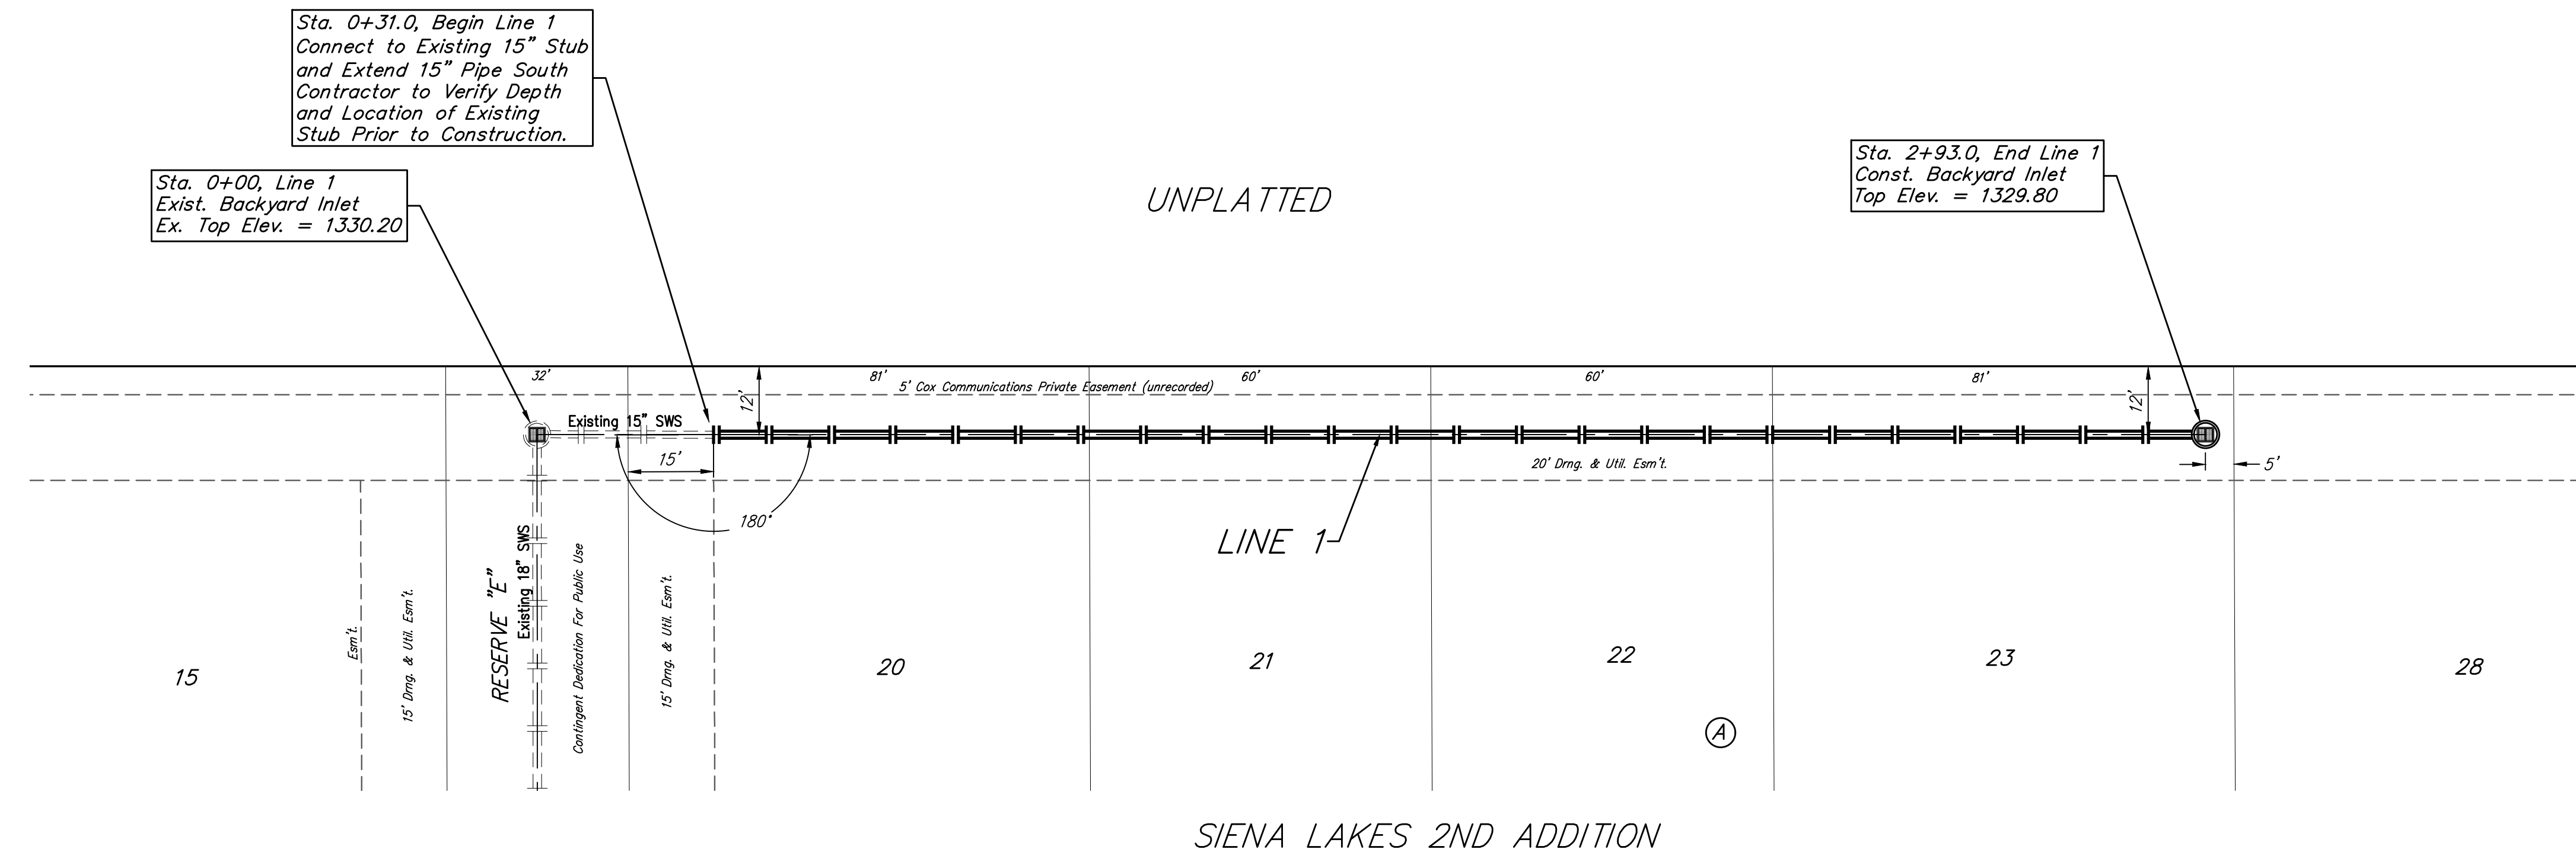 Sta. 0+31.0, Begin Line 1
Connect to Existing 15" Stub
and Extend 15" Pipe South
Contractor to Verify Depth
and Location of Existing
Stub Prior to Construction.
Sta. 0+00, Line 1
Exist. Backyard Inlet
Ex. Top Elev. = 1330.20
UNPLATTED
Sta. 2+93.0, End Line 1
Const. Backyard Inlet
Top Elev. = 1329.80
32'
81'
60'
60'
81'
5' Cox Communications Private Easement (unrecorded)
12'
12'
Existing 15" SWS
15'
20' Drng. & Util. Esm't.
5'
180°
LINE 1
Esm't.
15' Drng. & Util. Esm't.
RESERVE "E"
Existing 18" SWS
Contingent Dedication For Public Use
15' Drng. & Util. Esm't.
15
20
21
22
23
28
A
SIENA LAKES 2ND ADDITION